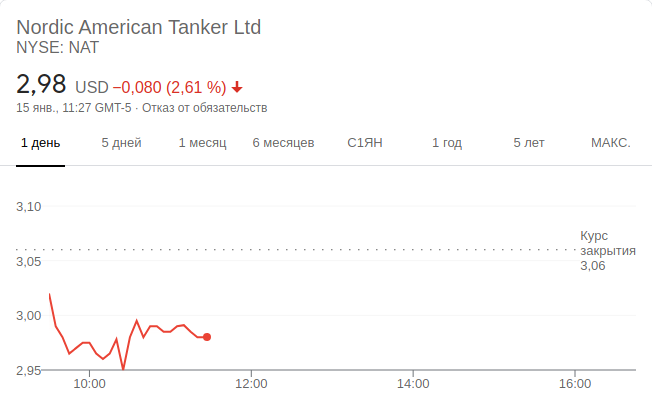 Nordic American Tanker Ltd
NYSE: NAT
2,98 USD −0,080 (2,61 %)
15 янв., 11:27 GMT-5 · Отказ от обязательств
1 день 5 дней 1 месяц 6 месяцев С1ЯН 1 год 5 лет МАКС.
3,10
Курс
закрытия
3,06
3,05
3,00
2,95
10:00 12:00 14:00 16:00